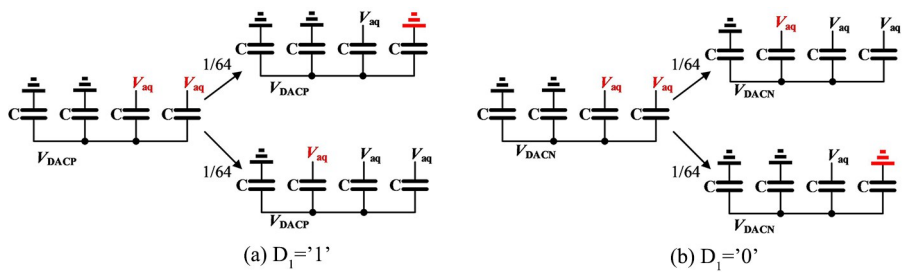 V_aq
C C C C
1/64
V_DACP
V_aq V_aq
C C C C
V_DACP
1/64
V_aq V_aq V_aq
C C C C
V_DACP
(a) D_1='1'
V_aq V_aq V_aq
C C C C
1/64
V_DACN
V_aq V_aq
C C C C
V_DACN
1/64
V_aq
C C C C
V_DACN
(b) D_1='0'